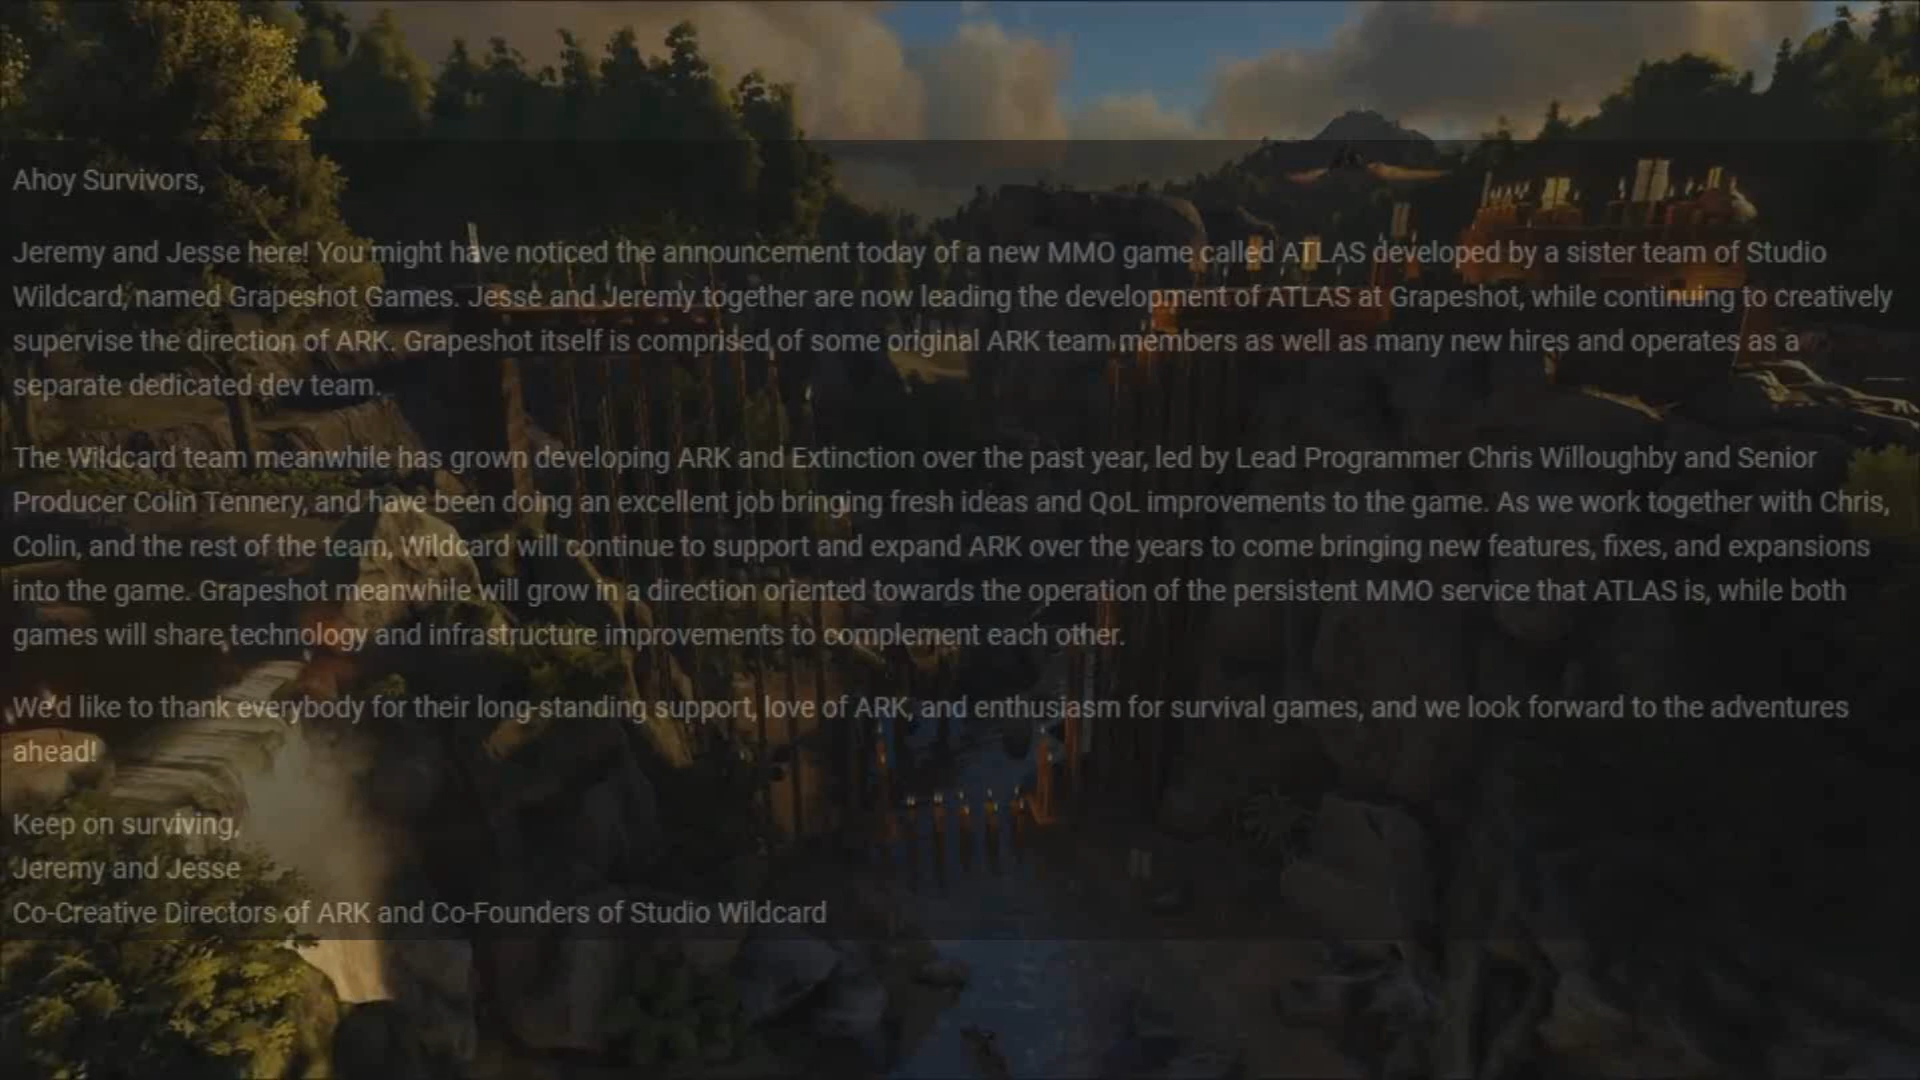 Ahoy Survivors,
Jeremy and Jesse here! You might have noticed the announcement today of a new MMO game called ATLAS developed by a sister team of Studio
Wildcard, named Grapeshot Games. Jesse and Jeremy together are now leading the development of ATLAS at Grapeshot, while continuing to creatively
supervise the direction of ARK. Grapeshot itself is comprised of some original ARK team members as well as many new hires and operates as a
separate dedicated dev team.
The Wildcard team meanwhile has grown developing ARK and Extinction over the past year, led by Lead Programmer Chris Willoughby and Senior
Producer Colin Tennery, and have been doing an excellent job bringing fresh ideas and QoL improvements to the game. As we work together with Chris,
Colin, and the rest of the team, Wildcard will continue to support and expand ARK over the years to come bringing new features, fixes, and expansions
into the game. Grapeshot meanwhile will grow in a direction oriented towards the operation of the persistent MMO service that ATLAS is, while both
games will share technology and infrastructure improvements to complement each other.
We'd like to thank everybody for their long-standing support, love of ARK, and enthusiasm for survival games, and we look forward to the adventures
ahead!
Keep on surviving,
Jeremy and Jesse
Co-Creative Directors of ARK and Co-Founders of Studio Wildcard